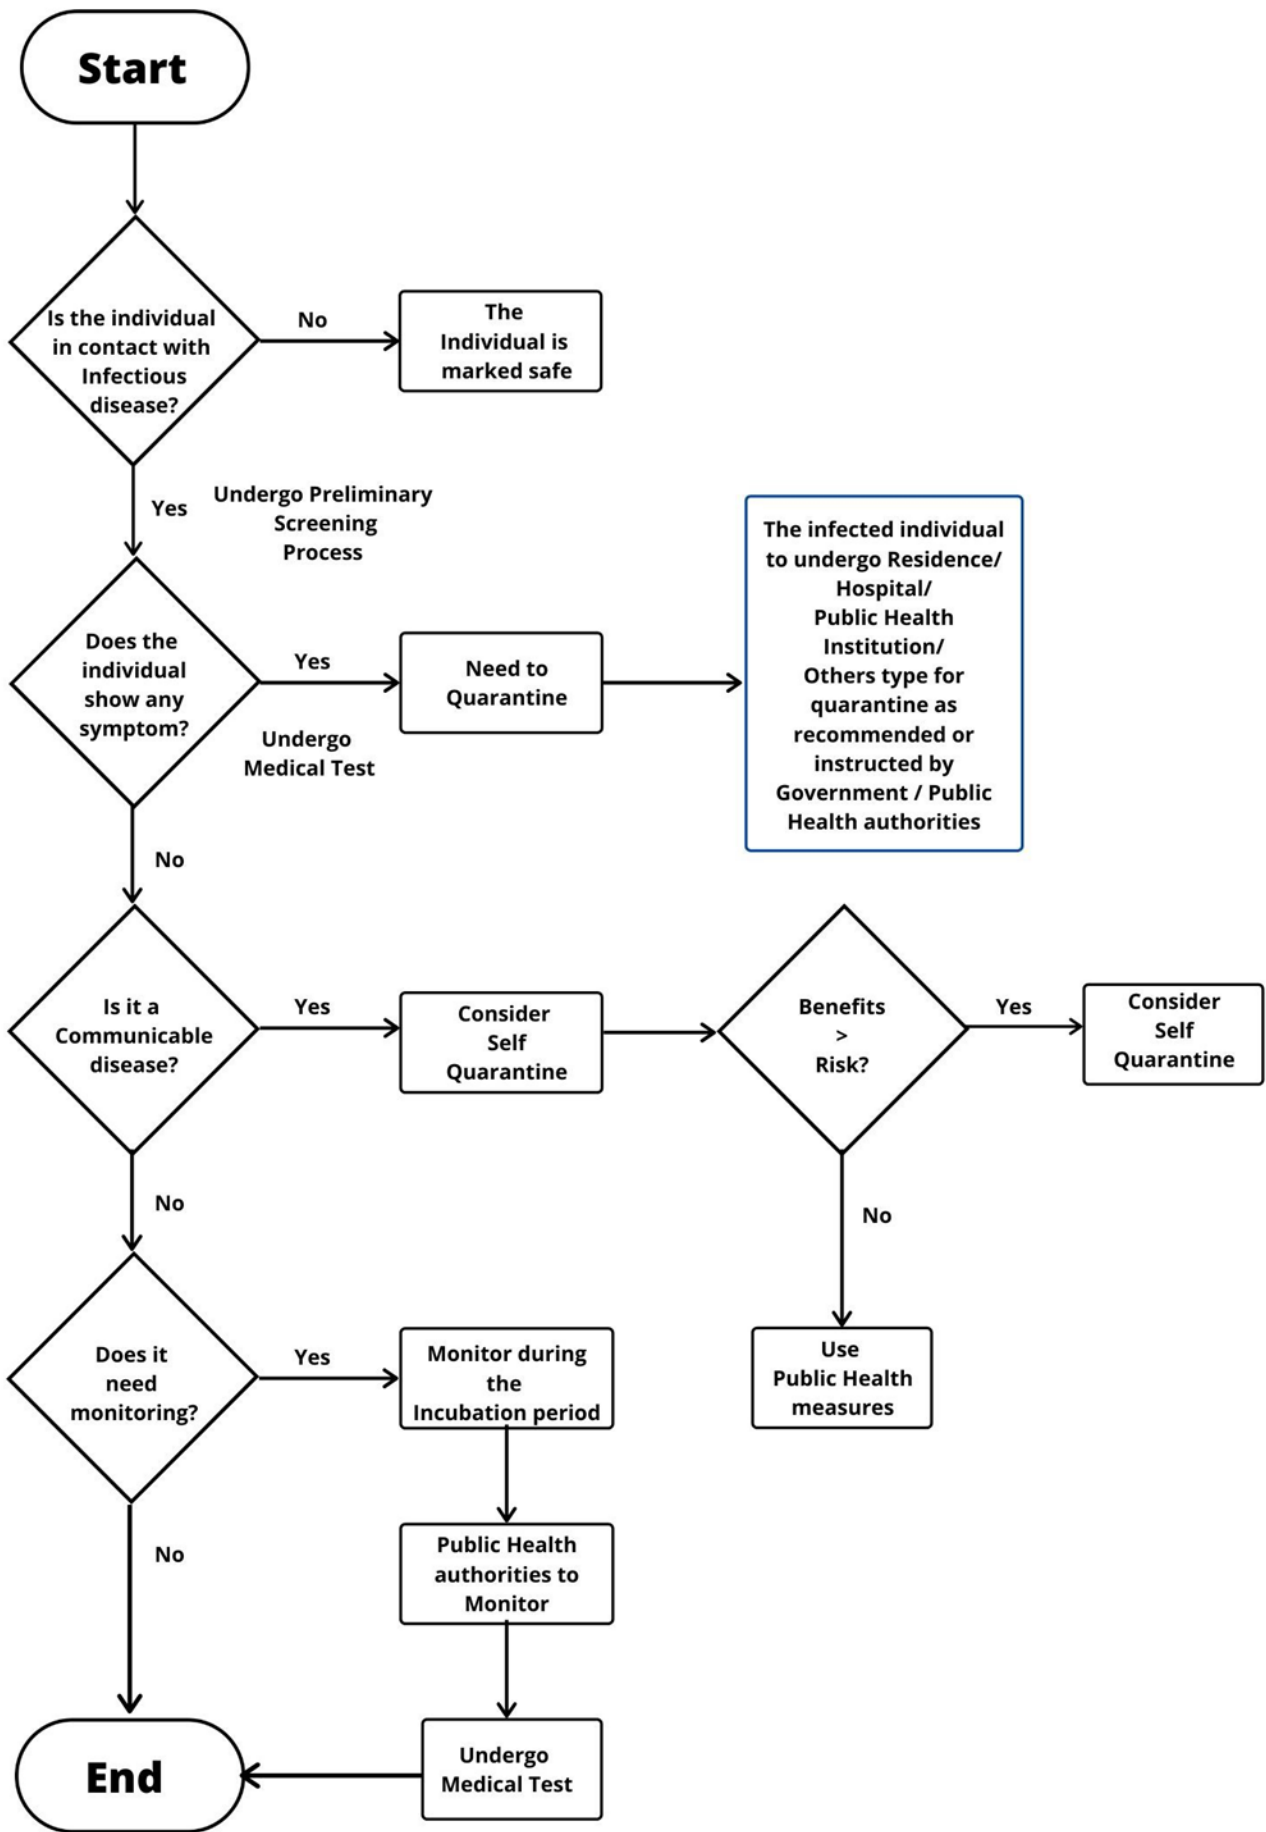 Start
Is the individual
in contact with
Infectious
disease?
No
The
Individual is
marked safe
Yes
Undergo Preliminary
Screening
Process
Does the
individual
show any
symptom?
Yes
Undergo
Medical Test
Need to
Quarantine
The infected individual
to undergo Residence/
Hospital/
Public Health
Institution/
Others type for
quarantine as
recommended or
instructed by
Government / Public
Health authorities
No
Is it a
Communicable
disease?
Yes
Consider
Self
Quarantine
Benefits
>
Risk?
Yes
Consider
Self
Quarantine
No
Use
Public Health
measures
No
Does it
need
monitoring?
Yes
Monitor during
the
Incubation period
Public Health
authorities to
Monitor
Undergo
Medical Test
No
End